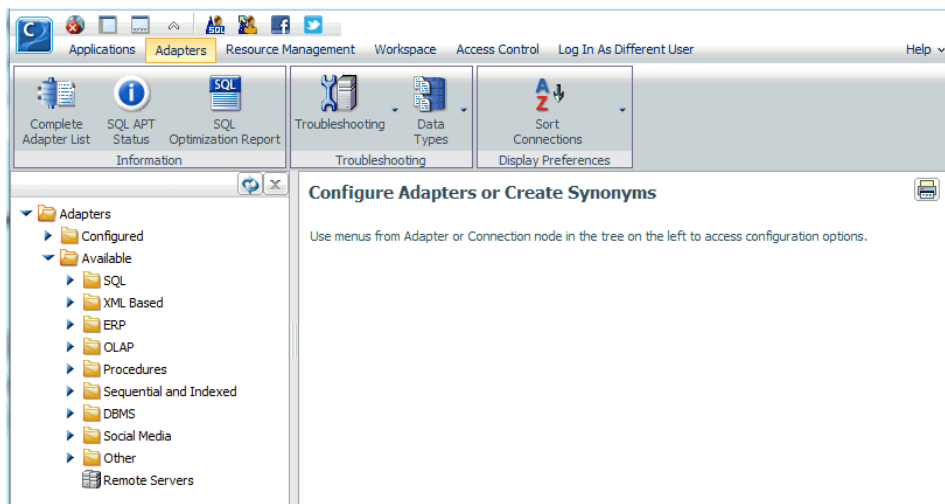 SQL
Applications Adapters Resource Management Workspace Access Control Log In As Different User Help
SQL
Complete Adapter List
SQL APT Status
SQL Optimization Report
Troubleshooting
Data Types
A
Z
Sort Connections
Information
Troubleshooting
Display Preferences
Adapters
Configured
Available
SQL
XML Based
ERP
OLAP
Procedures
Sequential and Indexed
DBMS
Social Media
Other
Remote Servers
Configure Adapters or Create Synonyms
Use menus from Adapter or Connection node in the tree on the left to access configuration options.